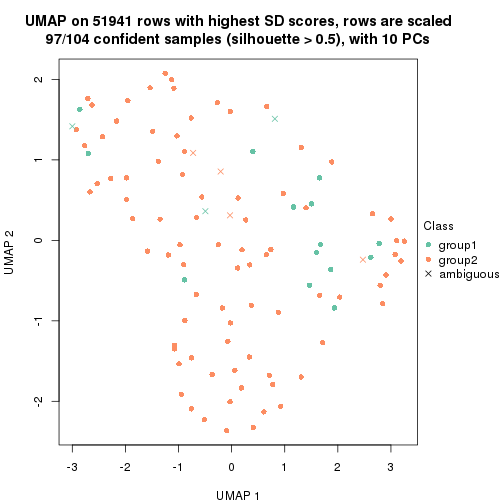 UMAP on 51941 rows with highest SD scores, rows are scaled
97/104 confident samples (silhouette > 0.5), with 10 PCs
2
1
0
-1
-2
UMAP 2
-3
-2
-1
0
1
2
3
UMAP 1
Class
group1
group2
ambiguous